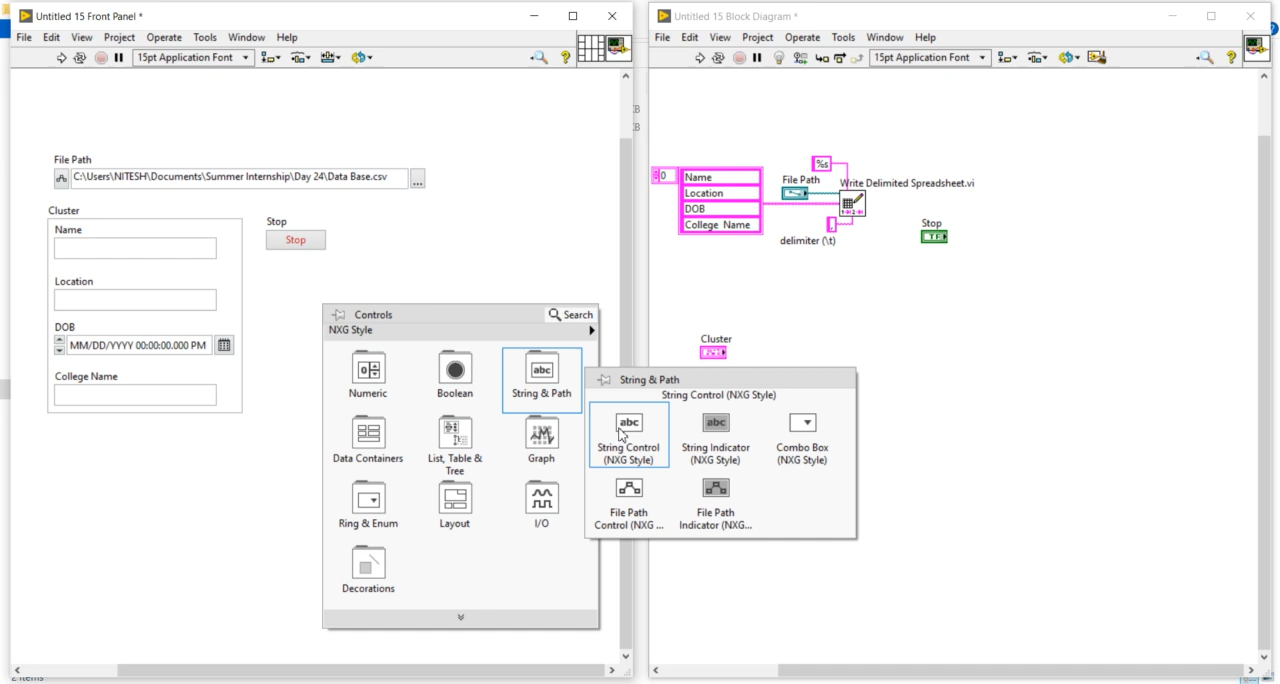 Untitled 15 Front Panel *
File Edit View Project Operate Tools Window Help
15pt Application Font
File Path
C:\Users\NITESH\Documents\Summer Internship\Day 24\Data Base.csv
...
Cluster
Name
Location
DOB
MM/DD/YYYY 00:00:00.000 PM
College Name
Stop
Stop
Controls
Search
NXG Style
Numeric
Boolean
abc
String & Path
Data Containers
List, Table &
Tree
Graph
Ring & Enum
Layout
I/O
Decorations
String & Path
String Control (NXG Style)
abc
String Control
(NXG Style)
abc
String Indicator
(NXG Style)
Combo Box
(NXG Style)
File Path
Control (NXG ...
File Path
Indicator (NXG...
Untitled 15 Block Diagram *
File Edit View Project Operate Tools Window Help
15pt Application Font
0
Name
Location
DOB
College Name
%s
File Path
Write Delimited Spreadsheet.vi
,
delimiter (\t)
Stop
TF
Cluster
2 items